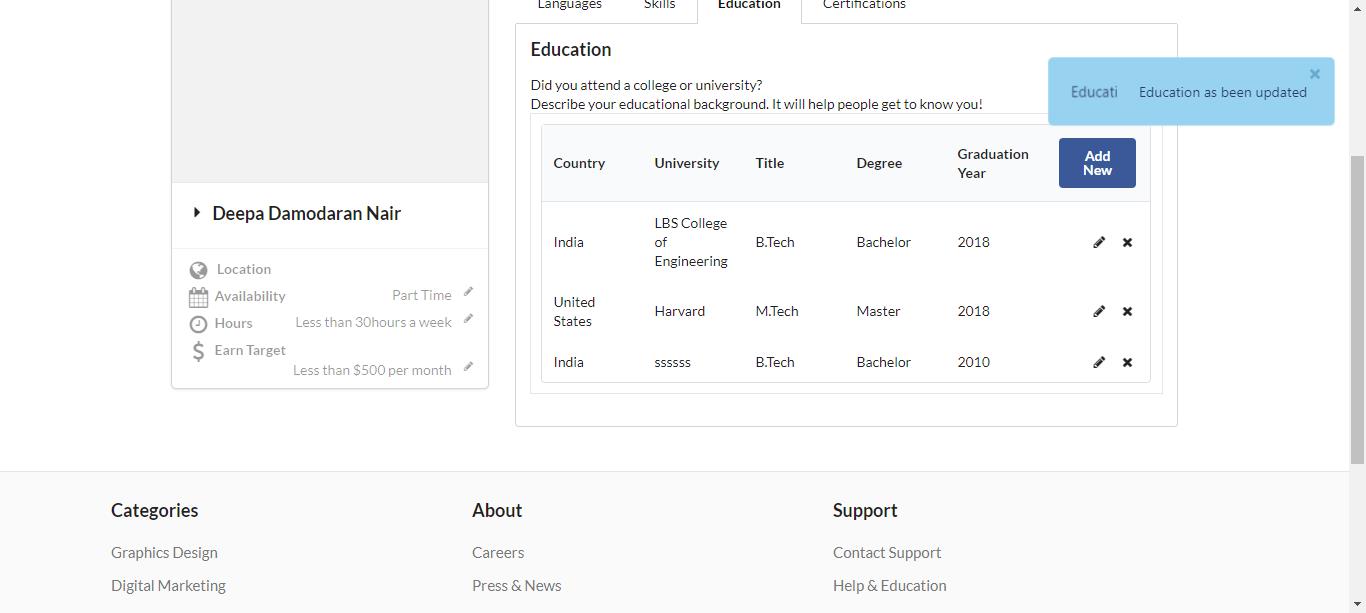 Languages
Skills
Education
Certifications
Education
Did you attend a college or university?
Describe your educational background. It will help people get to know you!
×
Educati
Education as been updated
Country
University
Title
Degree
Graduation
Year
Add
New
India
LBS College
of
Engineering
B.Tech
Bachelor
2018
United
States
Harvard
M.Tech
Master
2018
India
ssssss
B.Tech
Bachelor
2010
Deepa Damodaran Nair
Location
Availability
Part Time
Hours
Less than 30hours a week
Earn Target
Less than $500 per month
Categories
About
Support
Graphics Design
Careers
Contact Support
Digital Marketing
Press & News
Help & Education